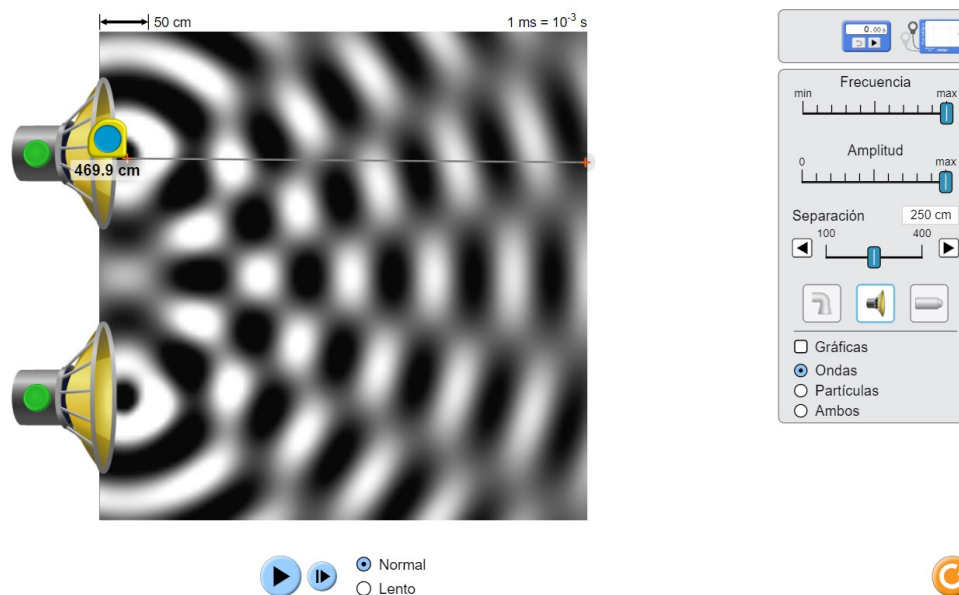 50 cm
1 ms = 10⁻³ s
469.9 cm
0.00 s
Frecuencia
min max
Amplitud
0 max
Separación 250 cm
100 400
Gráficas
Ondas
Partículas
Ambos
Normal
Lento